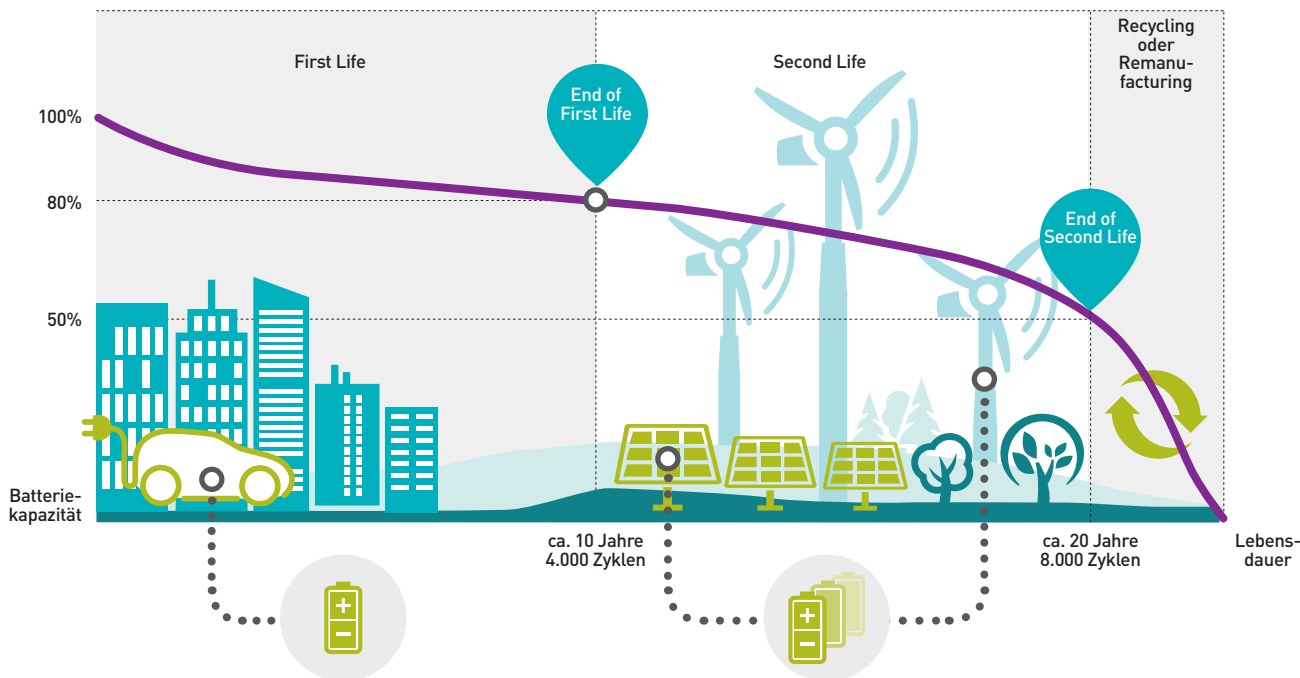 First Life
Second Life
Recycling
oder
Remanu-
facturing
End of
First Life
100%
80%
End of
Second Life
50%
Batterie-
kapazität
ca. 10 Jahre
4.000 Zyklen
ca. 20 Jahre
8.000 Zyklen
Lebens-
dauer